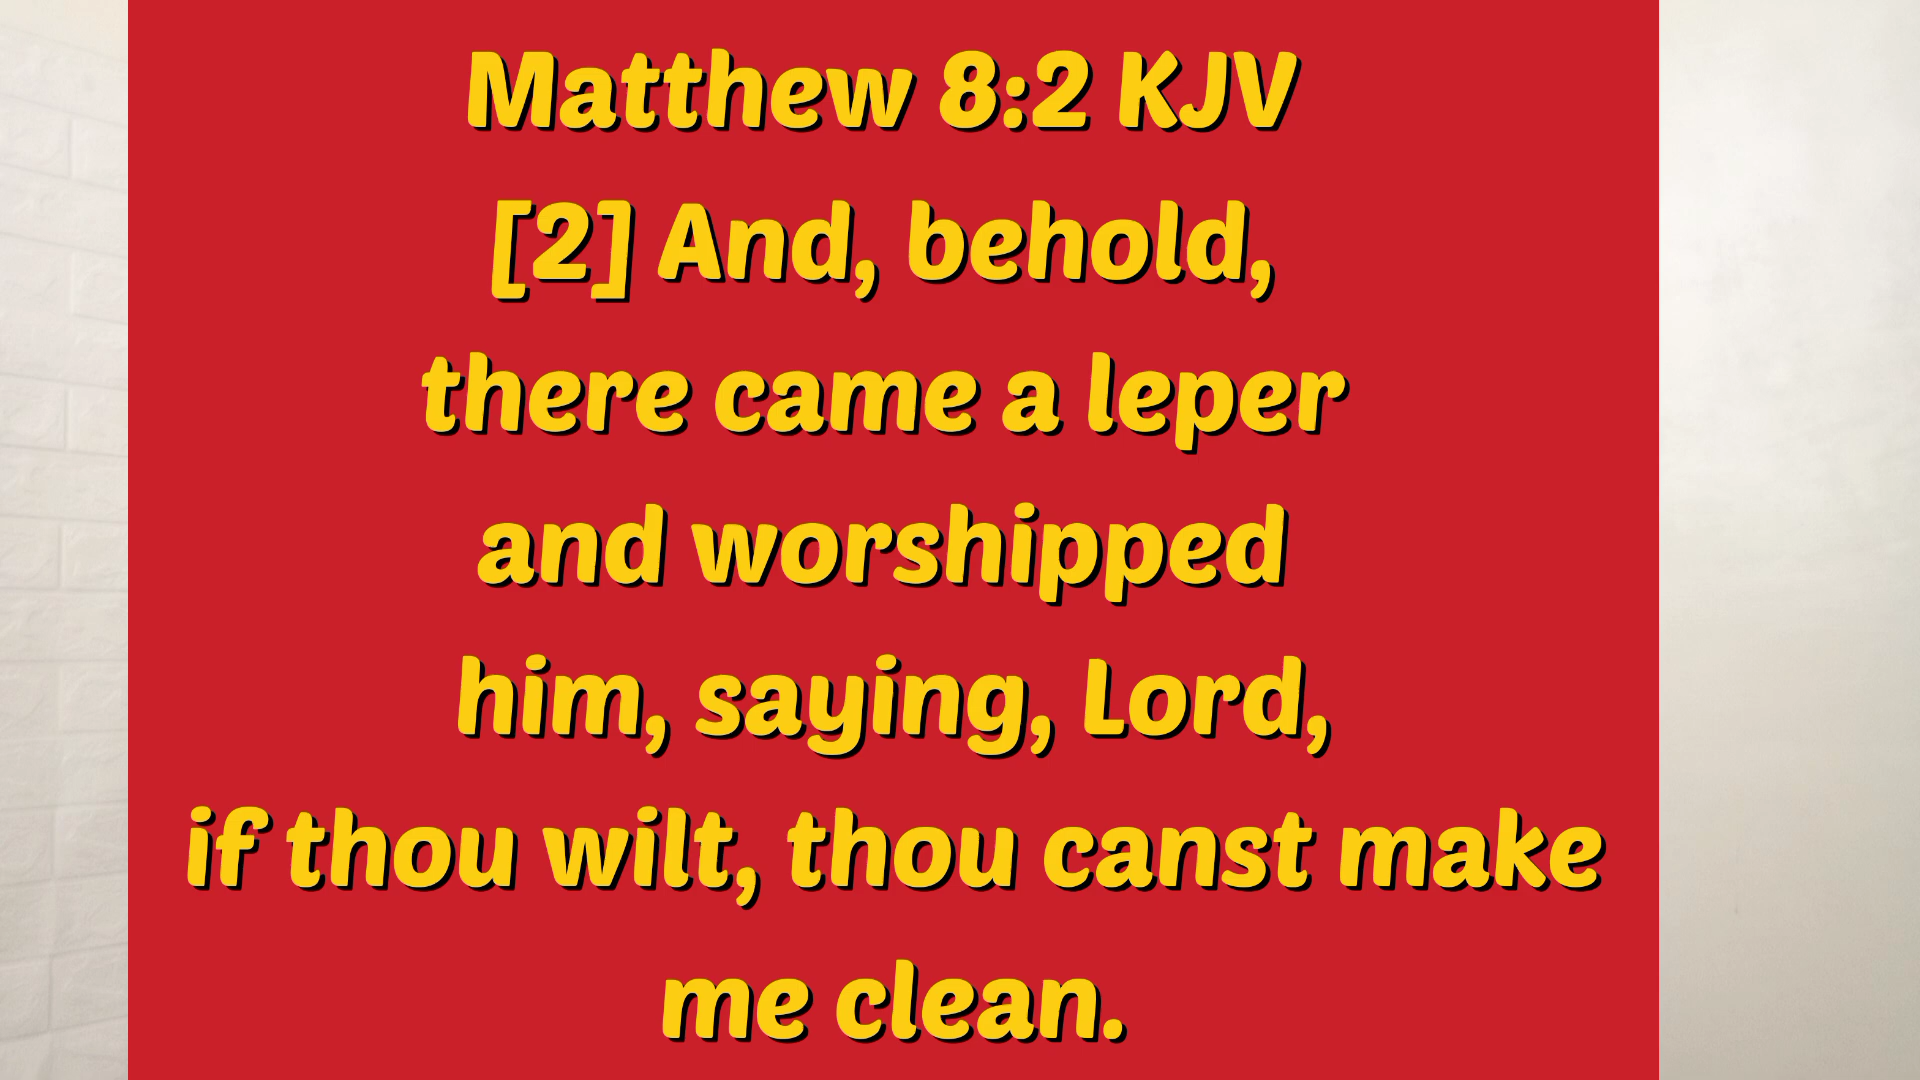 Matthew 8:2 KJV
[2] And, behold,
there came a leper
and worshipped
him, saying, Lord,
if thou wilt, thou canst make
me clean.